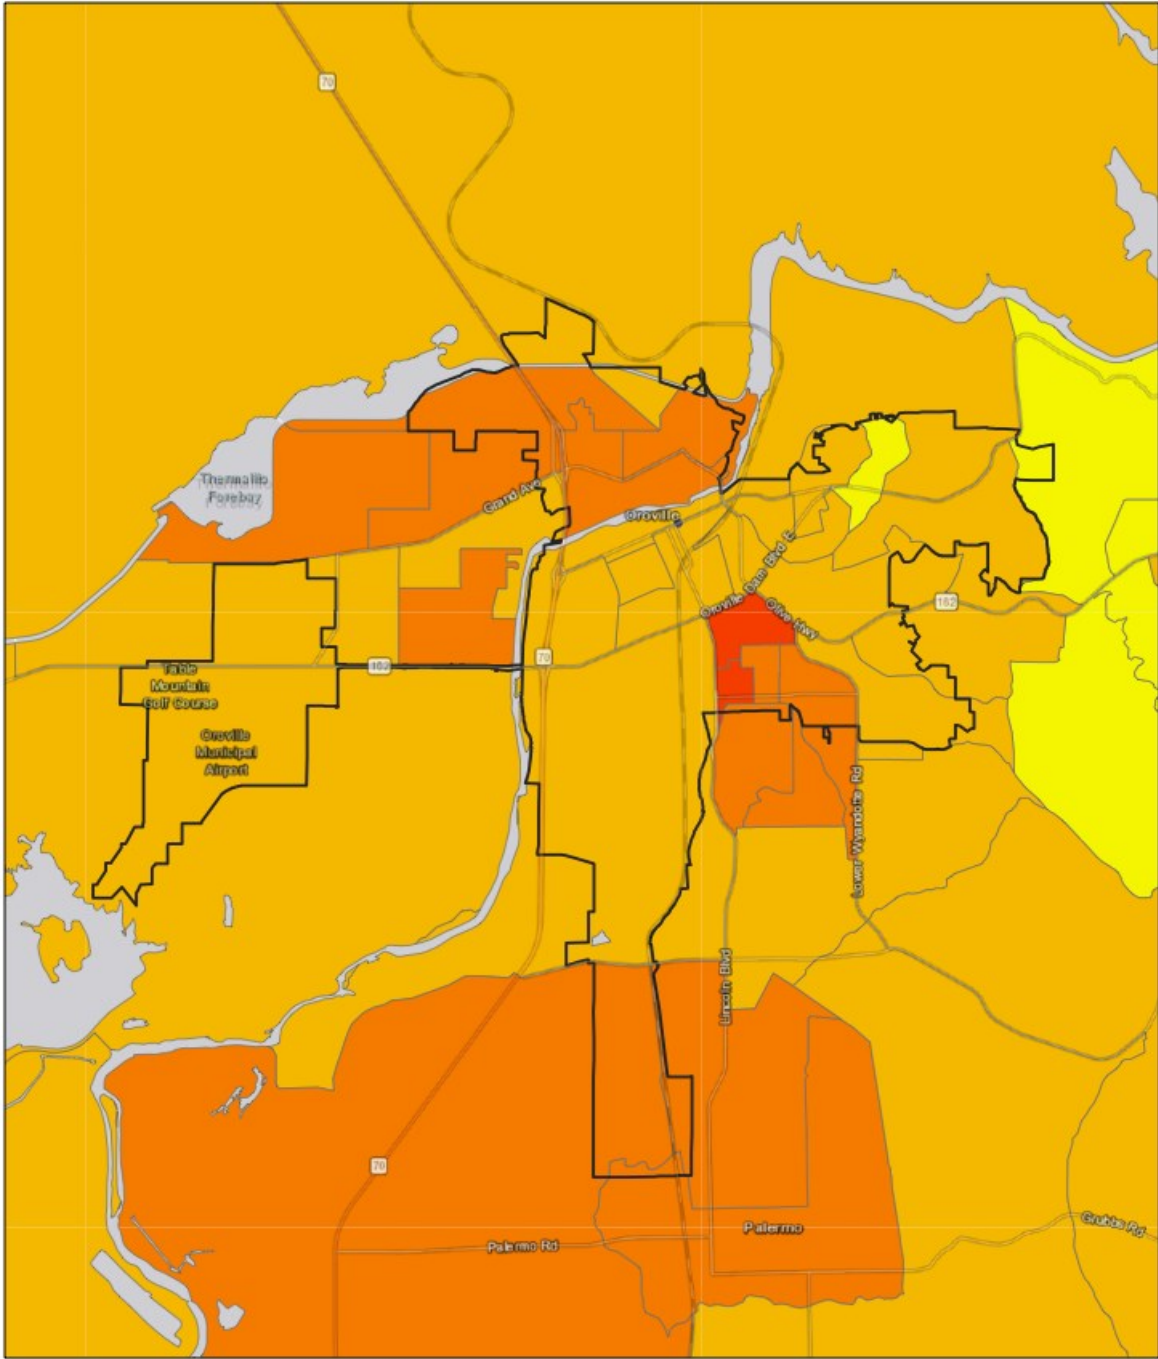 70
Thermalito
Forebay
Grand Ave
Oroville
Oroville Dam Blvd E
Olive Hwy
162
70
162
Table
Mountain
Golf Course
Oroville
Municipal
Airport
Lower Wyandotte Rd
Lincoln Blvd
70
Palermo
Grubbs Rd
Palermo Rd